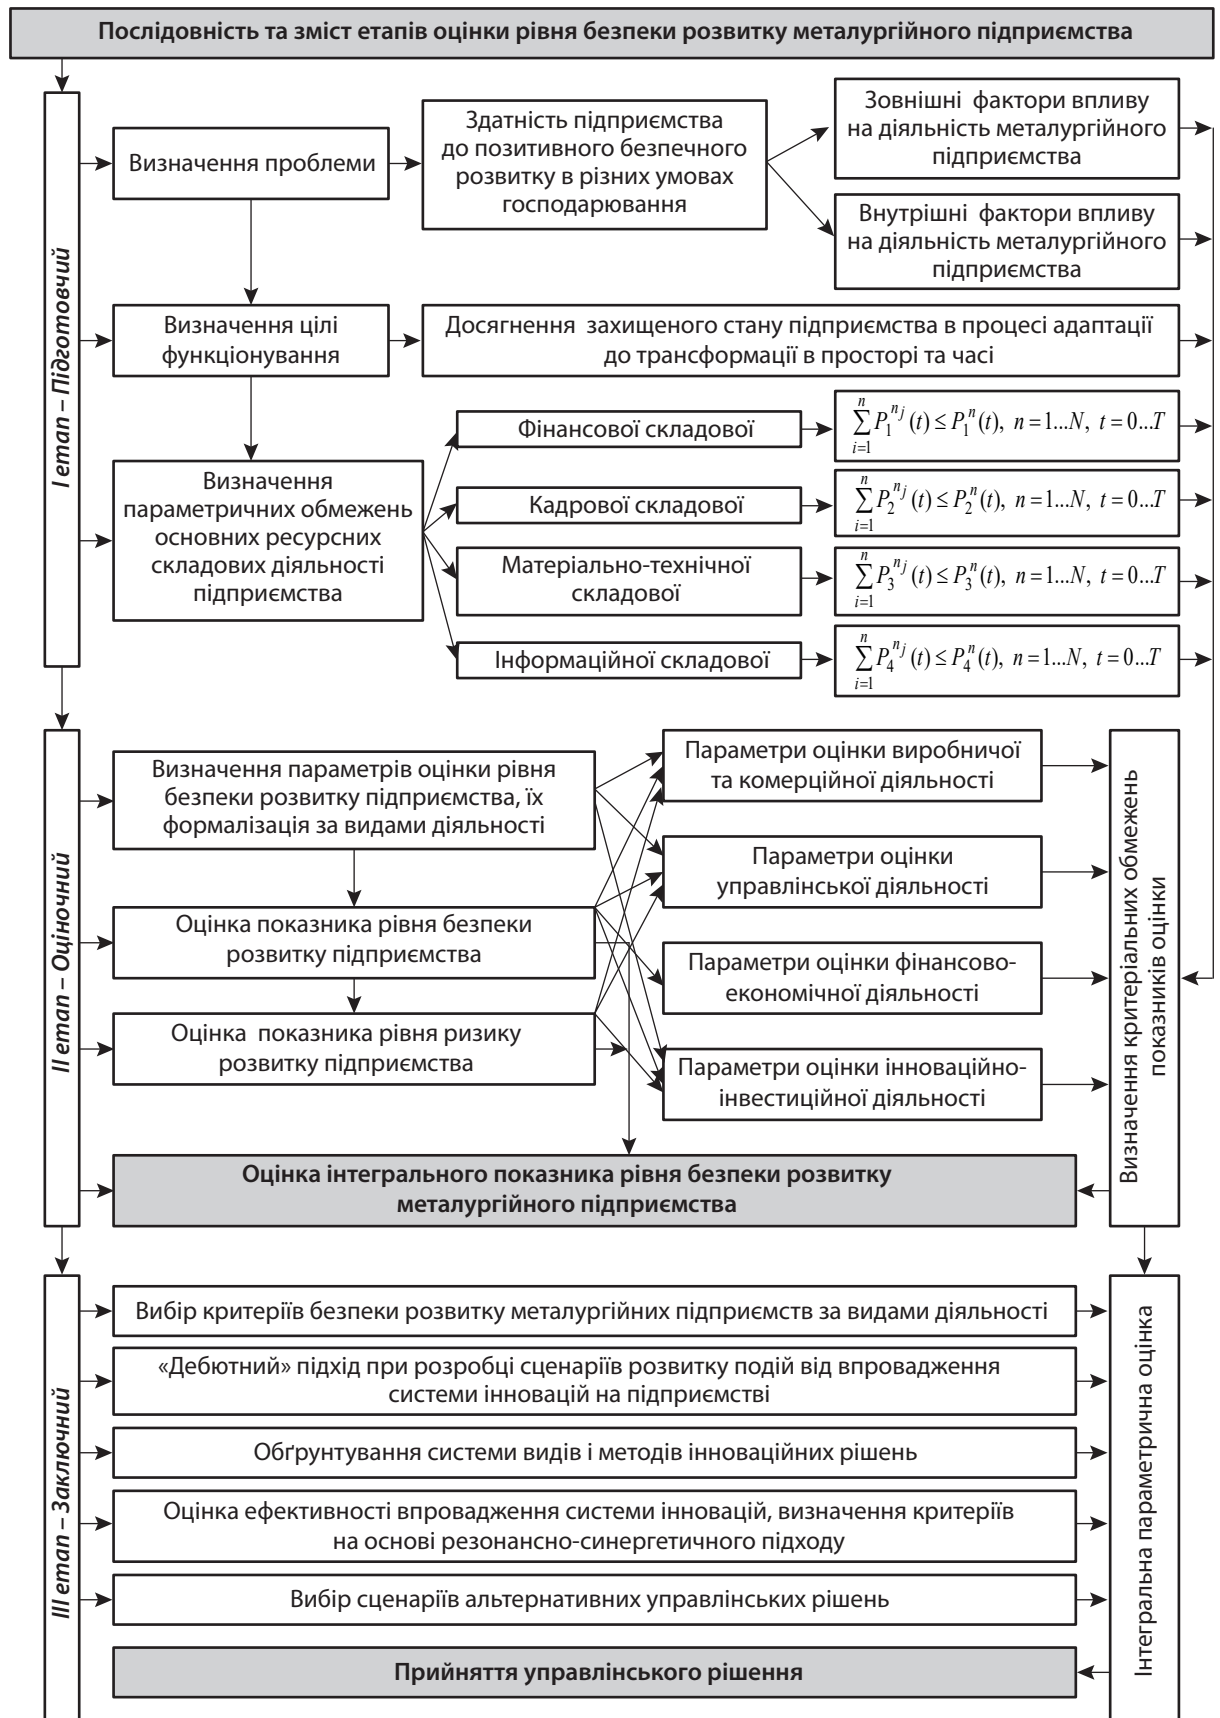 Послідовність та зміст етапів оцінки рівня безпеки розвитку металургійного підприємства
І етап – Підготовчий
Визначення проблеми
Здатність підприємства
до позитивного безпечного
розвитку в різних умовах
господарювання
Зовнішні фактори впливу
на діяльність металургійного
підприємства
Внутрішні фактори впливу
на діяльність металургійного
підприємства
Визначення цілі
функціонування
Досягнення захищеного стану підприємства в процесі адаптації
до трансформації в просторі та часі
Визначення
параметричних обмежень
основних ресурсних
складових діяльності
підприємства
Фінансової складової
$\sum_{i=1}^{n} P_1^{n_j}(t) \le P_1^n(t), \; n=1...N, \; t=0...T$
Кадрової складової
$\sum_{i=1}^{n} P_2^{n_j}(t) \le P_2^n(t), \; n=1...N, \; t=0...T$
Матеріально-технічної
складової
$\sum_{i=1}^{n} P_3^{n_j}(t) \le P_3^n(t), \; n=1...N, \; t=0...T$
Інформаційної складової
$\sum_{i=1}^{n} P_4^{n_j}(t) \le P_4^n(t), \; n=1...N, \; t=0...T$
ІІ етап – Оціночний
Визначення параметрів оцінки рівня
безпеки розвитку підприємства, їх
формалізація за видами діяльності
Оцінка показника рівня безпеки
розвитку підприємства
Оцінка показника рівня ризику
розвитку підприємства
Параметри оцінки виробничої
та комерційної діяльності
Параметри оцінки
управлінської діяльності
Параметри оцінки фінансово-
економічної діяльності
Параметри оцінки інноваційно-
інвестиційної діяльності
Визначення критеріальних обмежень
показників оцінки
Оцінка інтегрального показника рівня безпеки розвитку
металургійного підприємства
ІІІ етап – Заключний
Вибір критеріїв безпеки розвитку металургійних підприємств за видами діяльності
«Дебютний» підхід при розробці сценаріїв розвитку подій від впровадження
системи інновацій на підприємстві
Обґрунтування системи видів і методів інноваційних рішень
Оцінка ефективності впровадження системи інновацій, визначення критеріїв
на основі резонансно-синергетичного підходу
Вибір сценаріїв альтернативних управлінських рішень
Прийняття управлінського рішення
Інтегральна параметрична оцінка